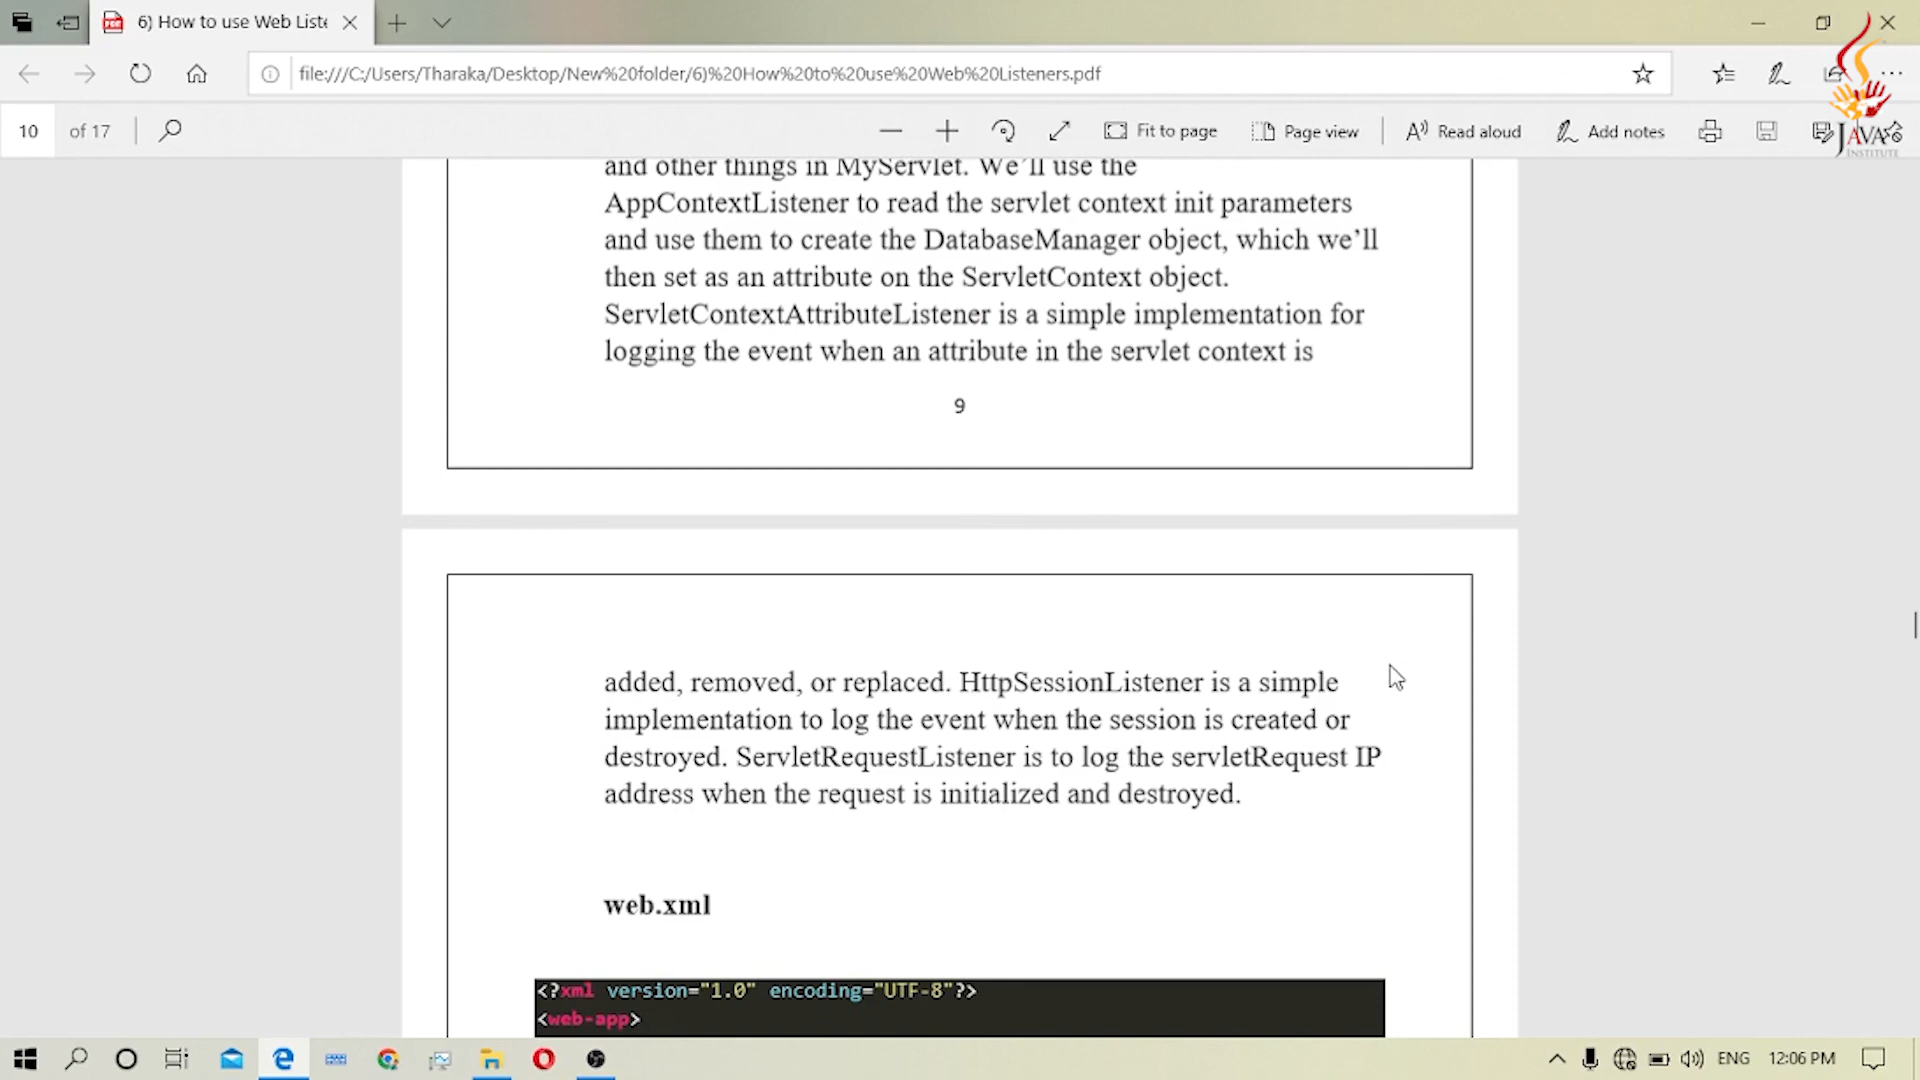 6) How to use Web Liste
file:///C:/Users/Tharaka/Desktop/New%20folder/6)%20How%20to%20use%20Web%20Listeners.pdf
10 of 17
Fit to page
Page view
Read aloud
Add notes
JAVA
INSTITUTE
and other things in MyServlet. We’ll use the
AppContextListener to read the servlet context init parameters
and use them to create the DatabaseManager object, which we’ll
then set as an attribute on the ServletContext object.
ServletContextAttributeListener is a simple implementation for
logging the event when an attribute in the servlet context is
9
added, removed, or replaced. HttpSessionListener is a simple
implementation to log the event when the session is created or
destroyed. ServletRequestListener is to log the servletRequest IP
address when the request is initialized and destroyed.
web.xml
<?xml version="1.0" encoding="UTF-8"?>
<web-app>
ENG
12:06 PM